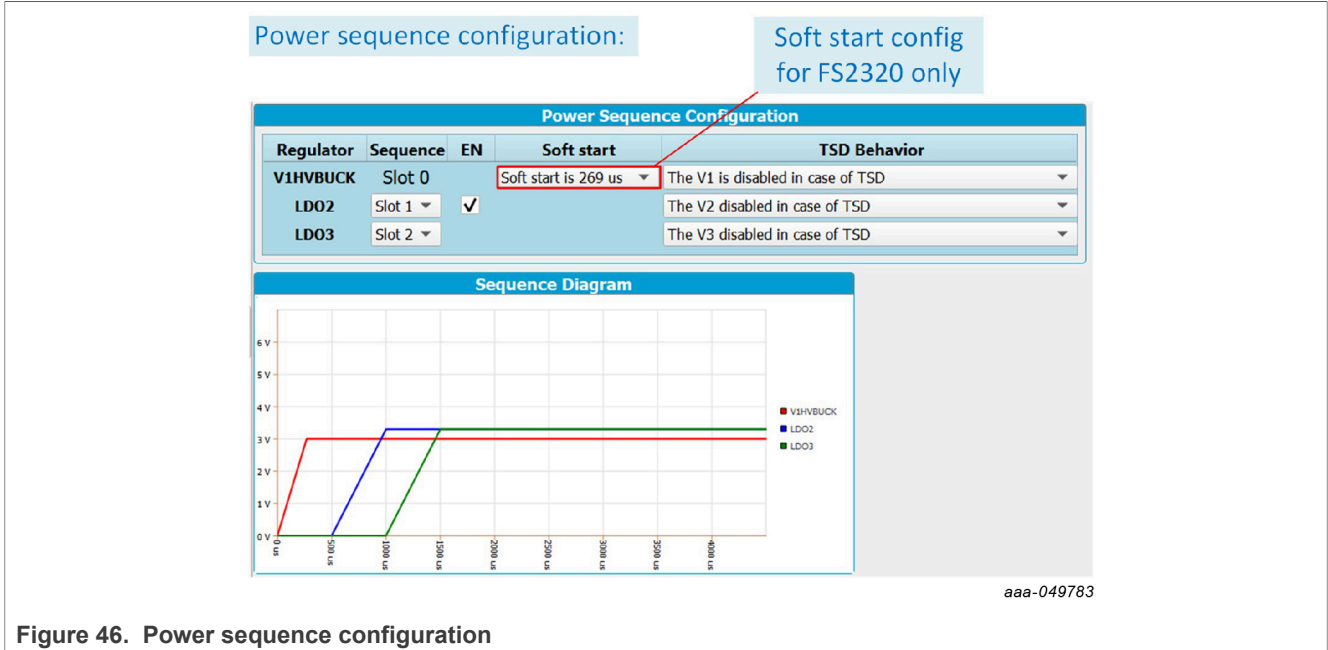 Power sequence configuration:
Soft start config
for FS2320 only
Power Sequence Configuration
Regulator Sequence EN Soft start TSD Behavior
V1HVBUCK Slot 0 Soft start is 269 us The V1 is disabled in case of TSD
LDO2 Slot 1 The V2 disabled in case of TSD
LDO3 Slot 2 The V3 disabled in case of TSD
Sequence Diagram
6 V
5 V
4 V
3 V
2 V
1 V
0 V
0 us
500 us
1000 us
1500 us
2000 us
2500 us
3000 us
3500 us
4000 us
V1HVBUCK
LDO2
LDO3
aaa-049783
Figure 46. Power sequence configuration